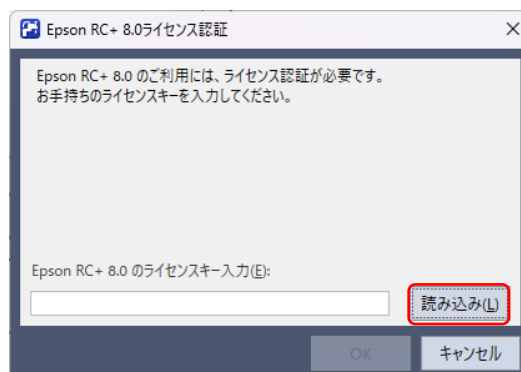 Epson RC+ 8.0ライセンス認証
Epson RC+ 8.0 のご利用には、ライセンス認証が必要です。
お手持ちのライセンスキーを入力してください。
Epson RC+ 8.0 のライセンスキー入力(E):
読み込み(L)
OK
キャンセル